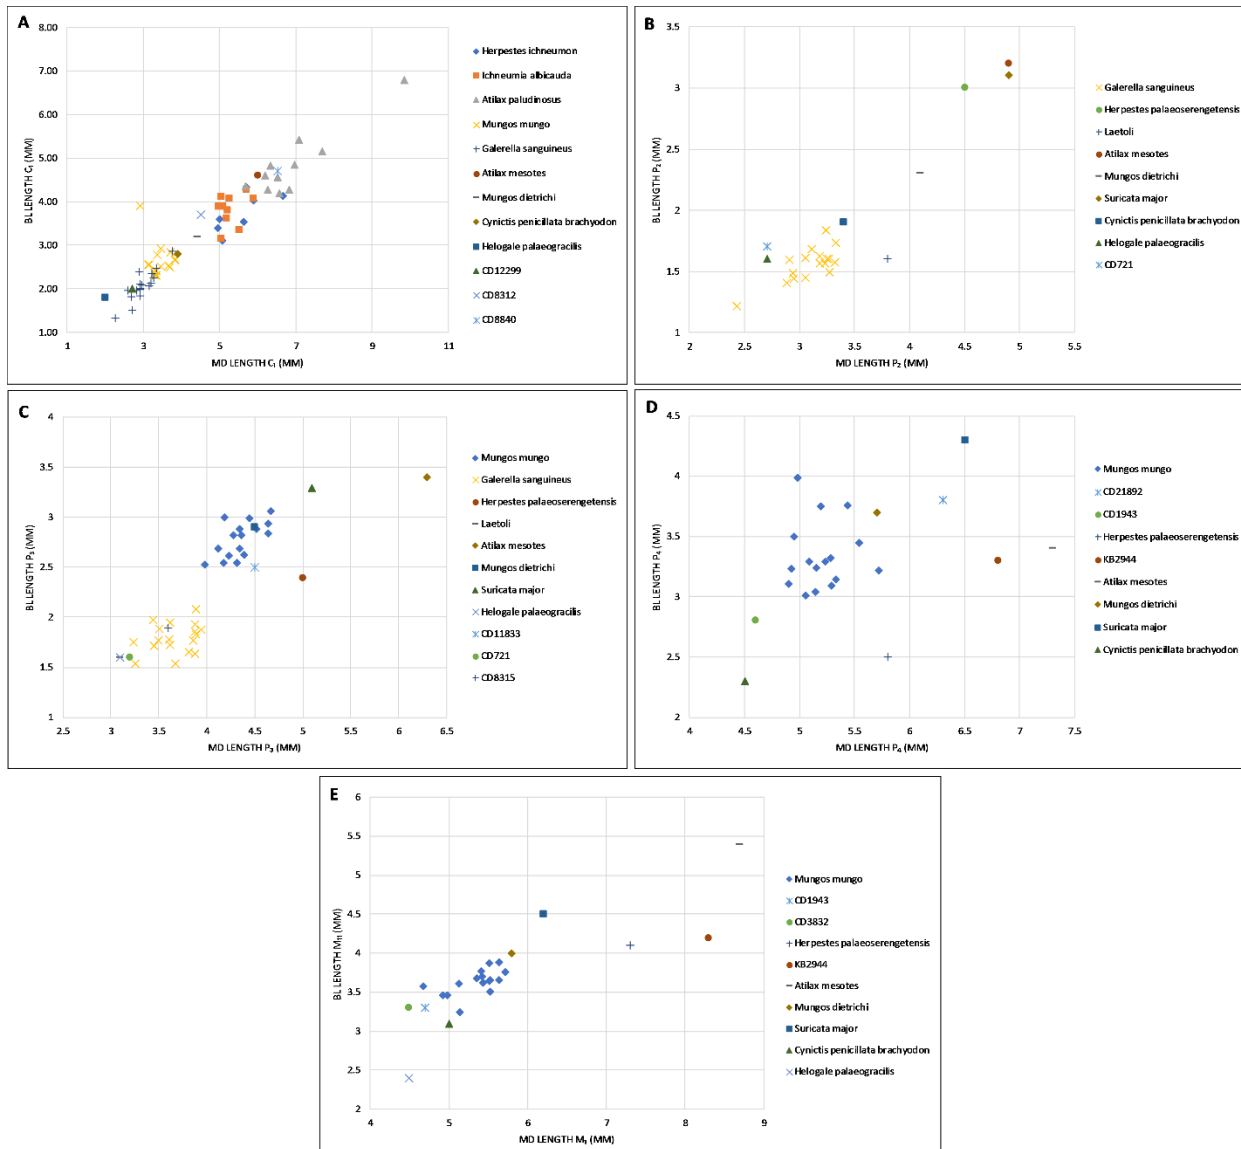 A
BL LENGTH C₁ (MM)
8.00
7.00
6.00
5.00
4.00
3.00
2.00
1.00
1
3
5
7
9
11
MD LENGTH C₁ (MM)
Herpestes ichneumon
Ichneumia albicauda
Atilax paludinosus
Mungos mungo
Galerella sanguineus
Atilax mesotes
Mungos dietrichi
Cynictis penicillata brachyodon
Helogale palaeogracilis
CD12299
CD8312
CD8840
B
BL LENGTH P₂ (MM)
3.5
3
2.5
2
1.5
1
2
2.5
3
3.5
4
4.5
5
5.5
MD LENGTH P₂ (MM)
Galerella sanguineus
Herpestes palaeoserengetensis
Laetoli
Atilax mesotes
Mungos dietrichi
Suricata major
Cynictis penicillata brachyodon
Helogale palaeogracilis
CD721
C
BL LENGTH P₃ (MM)
4
3.5
3
2.5
2
1.5
1
2.5
3
3.5
4
4.5
5
5.5
6
6.5
MD LENGTH P₃ (MM)
Mungos mungo
Galerella sanguineus
Herpestes palaeoserengetensis
Laetoli
Atilax mesotes
Mungos dietrichi
Suricata major
Helogale palaeogracilis
CD11833
CD721
CD8315
D
BL LENGTH P₄ (MM)
4.5
4
3.5
3
2.5
2
4
4.5
5
5.5
6
6.5
7
7.5
MD LENGTH P₄ (MM)
Mungos mungo
CD21892
CD1943
Herpestes palaeoserengetensis
KB2944
Atilax mesotes
Mungos dietrichi
Suricata major
Cynictis penicillata brachyodon
E
BL LENGTH M₁₁ (MM)
6
5.5
5
4.5
4
3.5
3
2.5
2
4
5
6
7
8
9
MD LENGTH M₁ (MM)
Mungos mungo
CD1943
CD3832
Herpestes palaeoserengetensis
KB2944
Atilax mesotes
Mungos dietrichi
Suricata major
Cynictis penicillata brachyodon
Helogale palaeogracilis